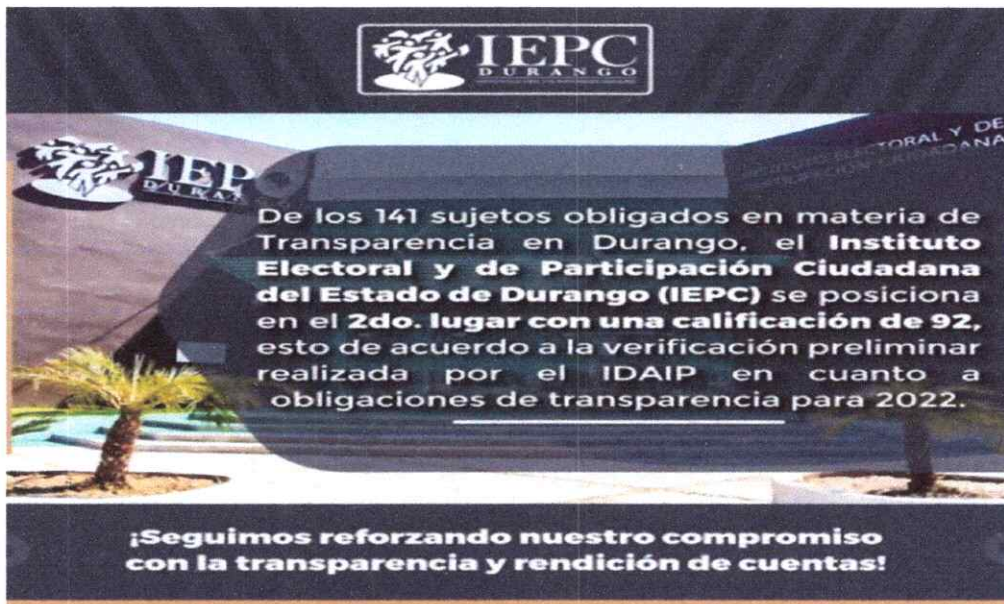 IEPC
DURANGO
IEP
DURA
TORAL Y DE
De los 141 sujetos obligados en materia de
Transparencia en Durango, el Instituto
Electoral y de Participación Ciudadana
del Estado de Durango (IEPC) se posiciona
en el 2do. lugar con una calificación de 92,
esto de acuerdo a la verificación preliminar
realizada por el IDAIP en cuanto a
obligaciones de transparencia para 2022.
¡Seguimos reforzando nuestro compromiso
con la transparencia y rendición de cuentas!